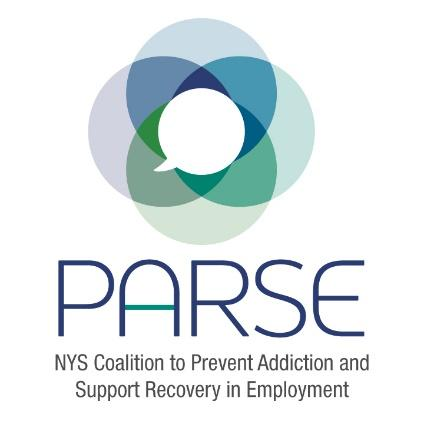 PARSE
NYS Coalition to Prevent Addiction and
Support Recovery in Employment